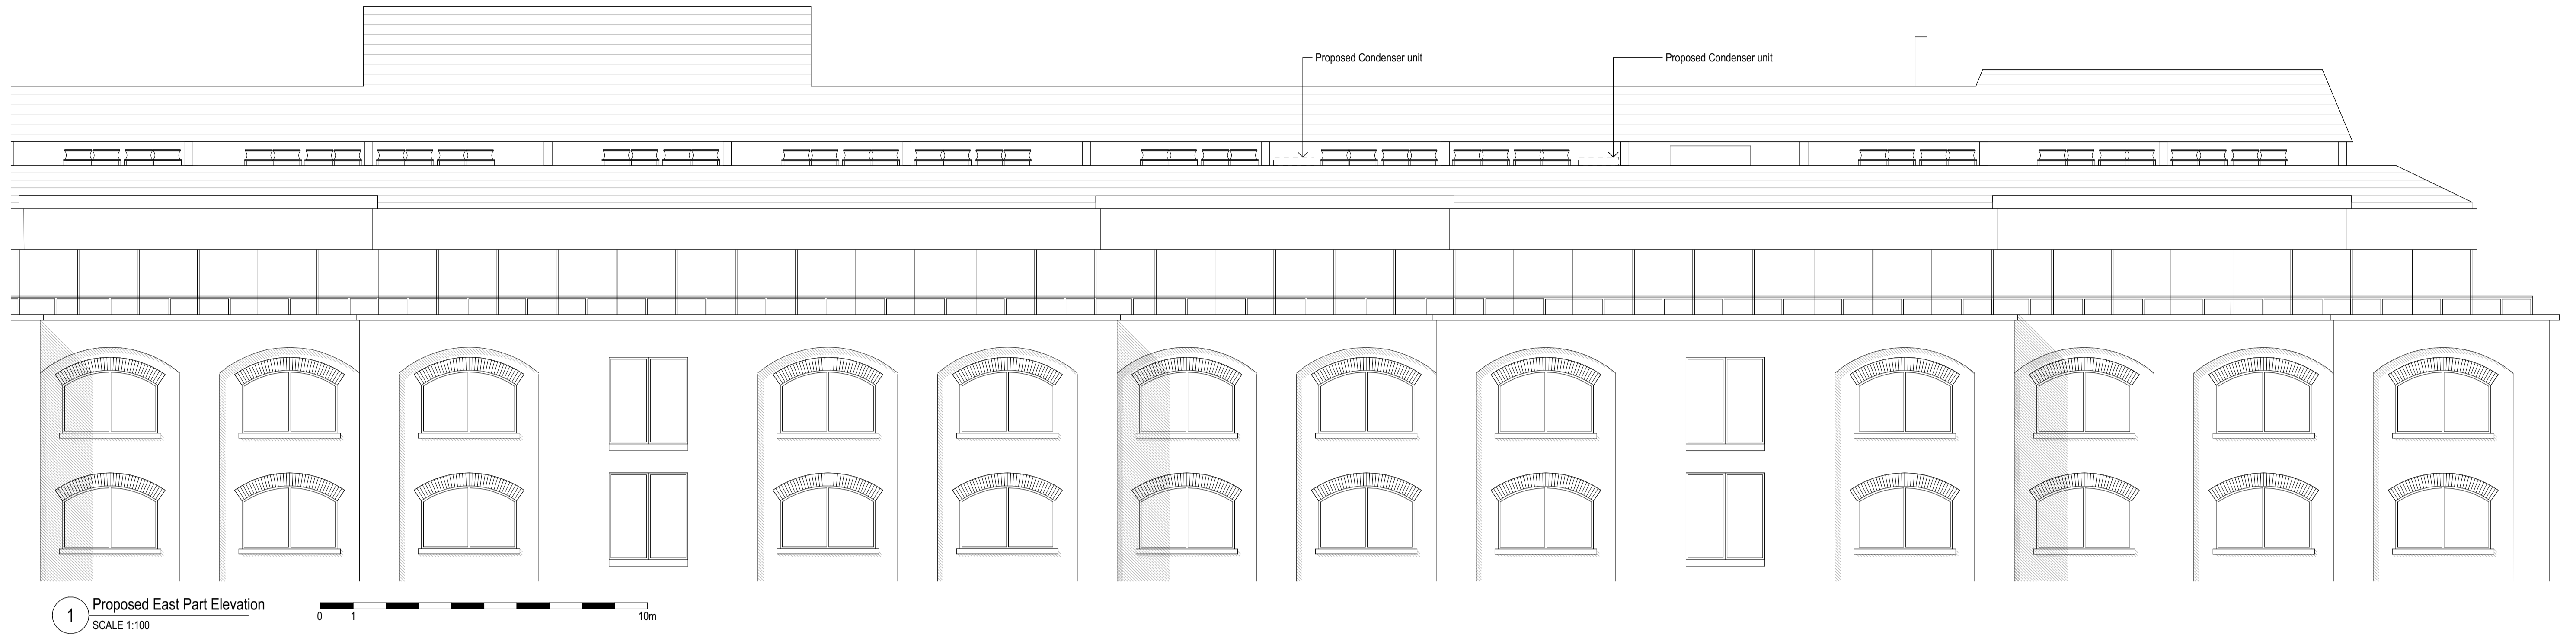 Proposed Condenser unit
Proposed Condenser unit
1
Proposed East Part Elevation
SCALE 1:100
0 1 10m